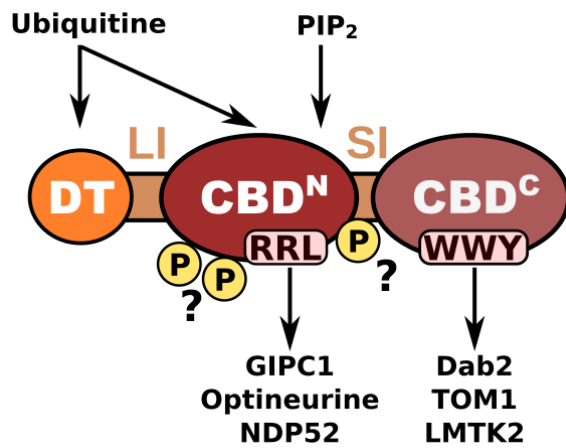 Ubiquitine
PIP₂
LI
SI
DT
CBDᴺ
CBDᶜ
RRL
WWY
P
P
P
?
?
GIPC1
Optineurine
NDP52
Dab2
TOM1
LMTK2